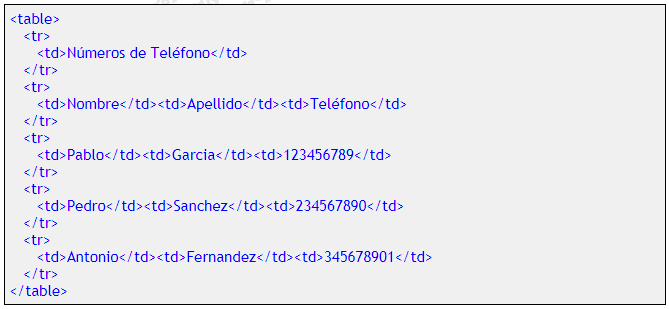 <table>
<tr>
<td>Números de Teléfono</td>
</tr>
<tr>
<td>Nombre</td><td>Apellido</td><td>Teléfono</td>
</tr>
<tr>
<td>Pablo</td><td>Garcia</td><td>123456789</td>
</tr>
<tr>
<td>Pedro</td><td>Sanchez</td><td>234567890</td>
</tr>
<tr>
<td>Antonio</td><td>Fernandez</td><td>345678901</td>
</tr>
</table>